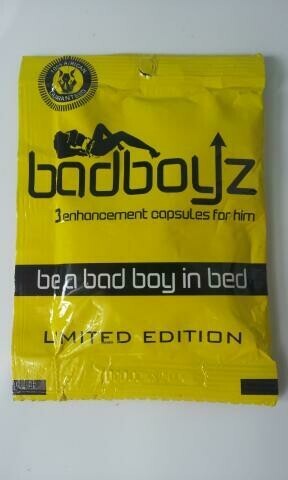 badboyz
3 enhancement capsules for him
be a bad boy in bed
LIMITED EDITION